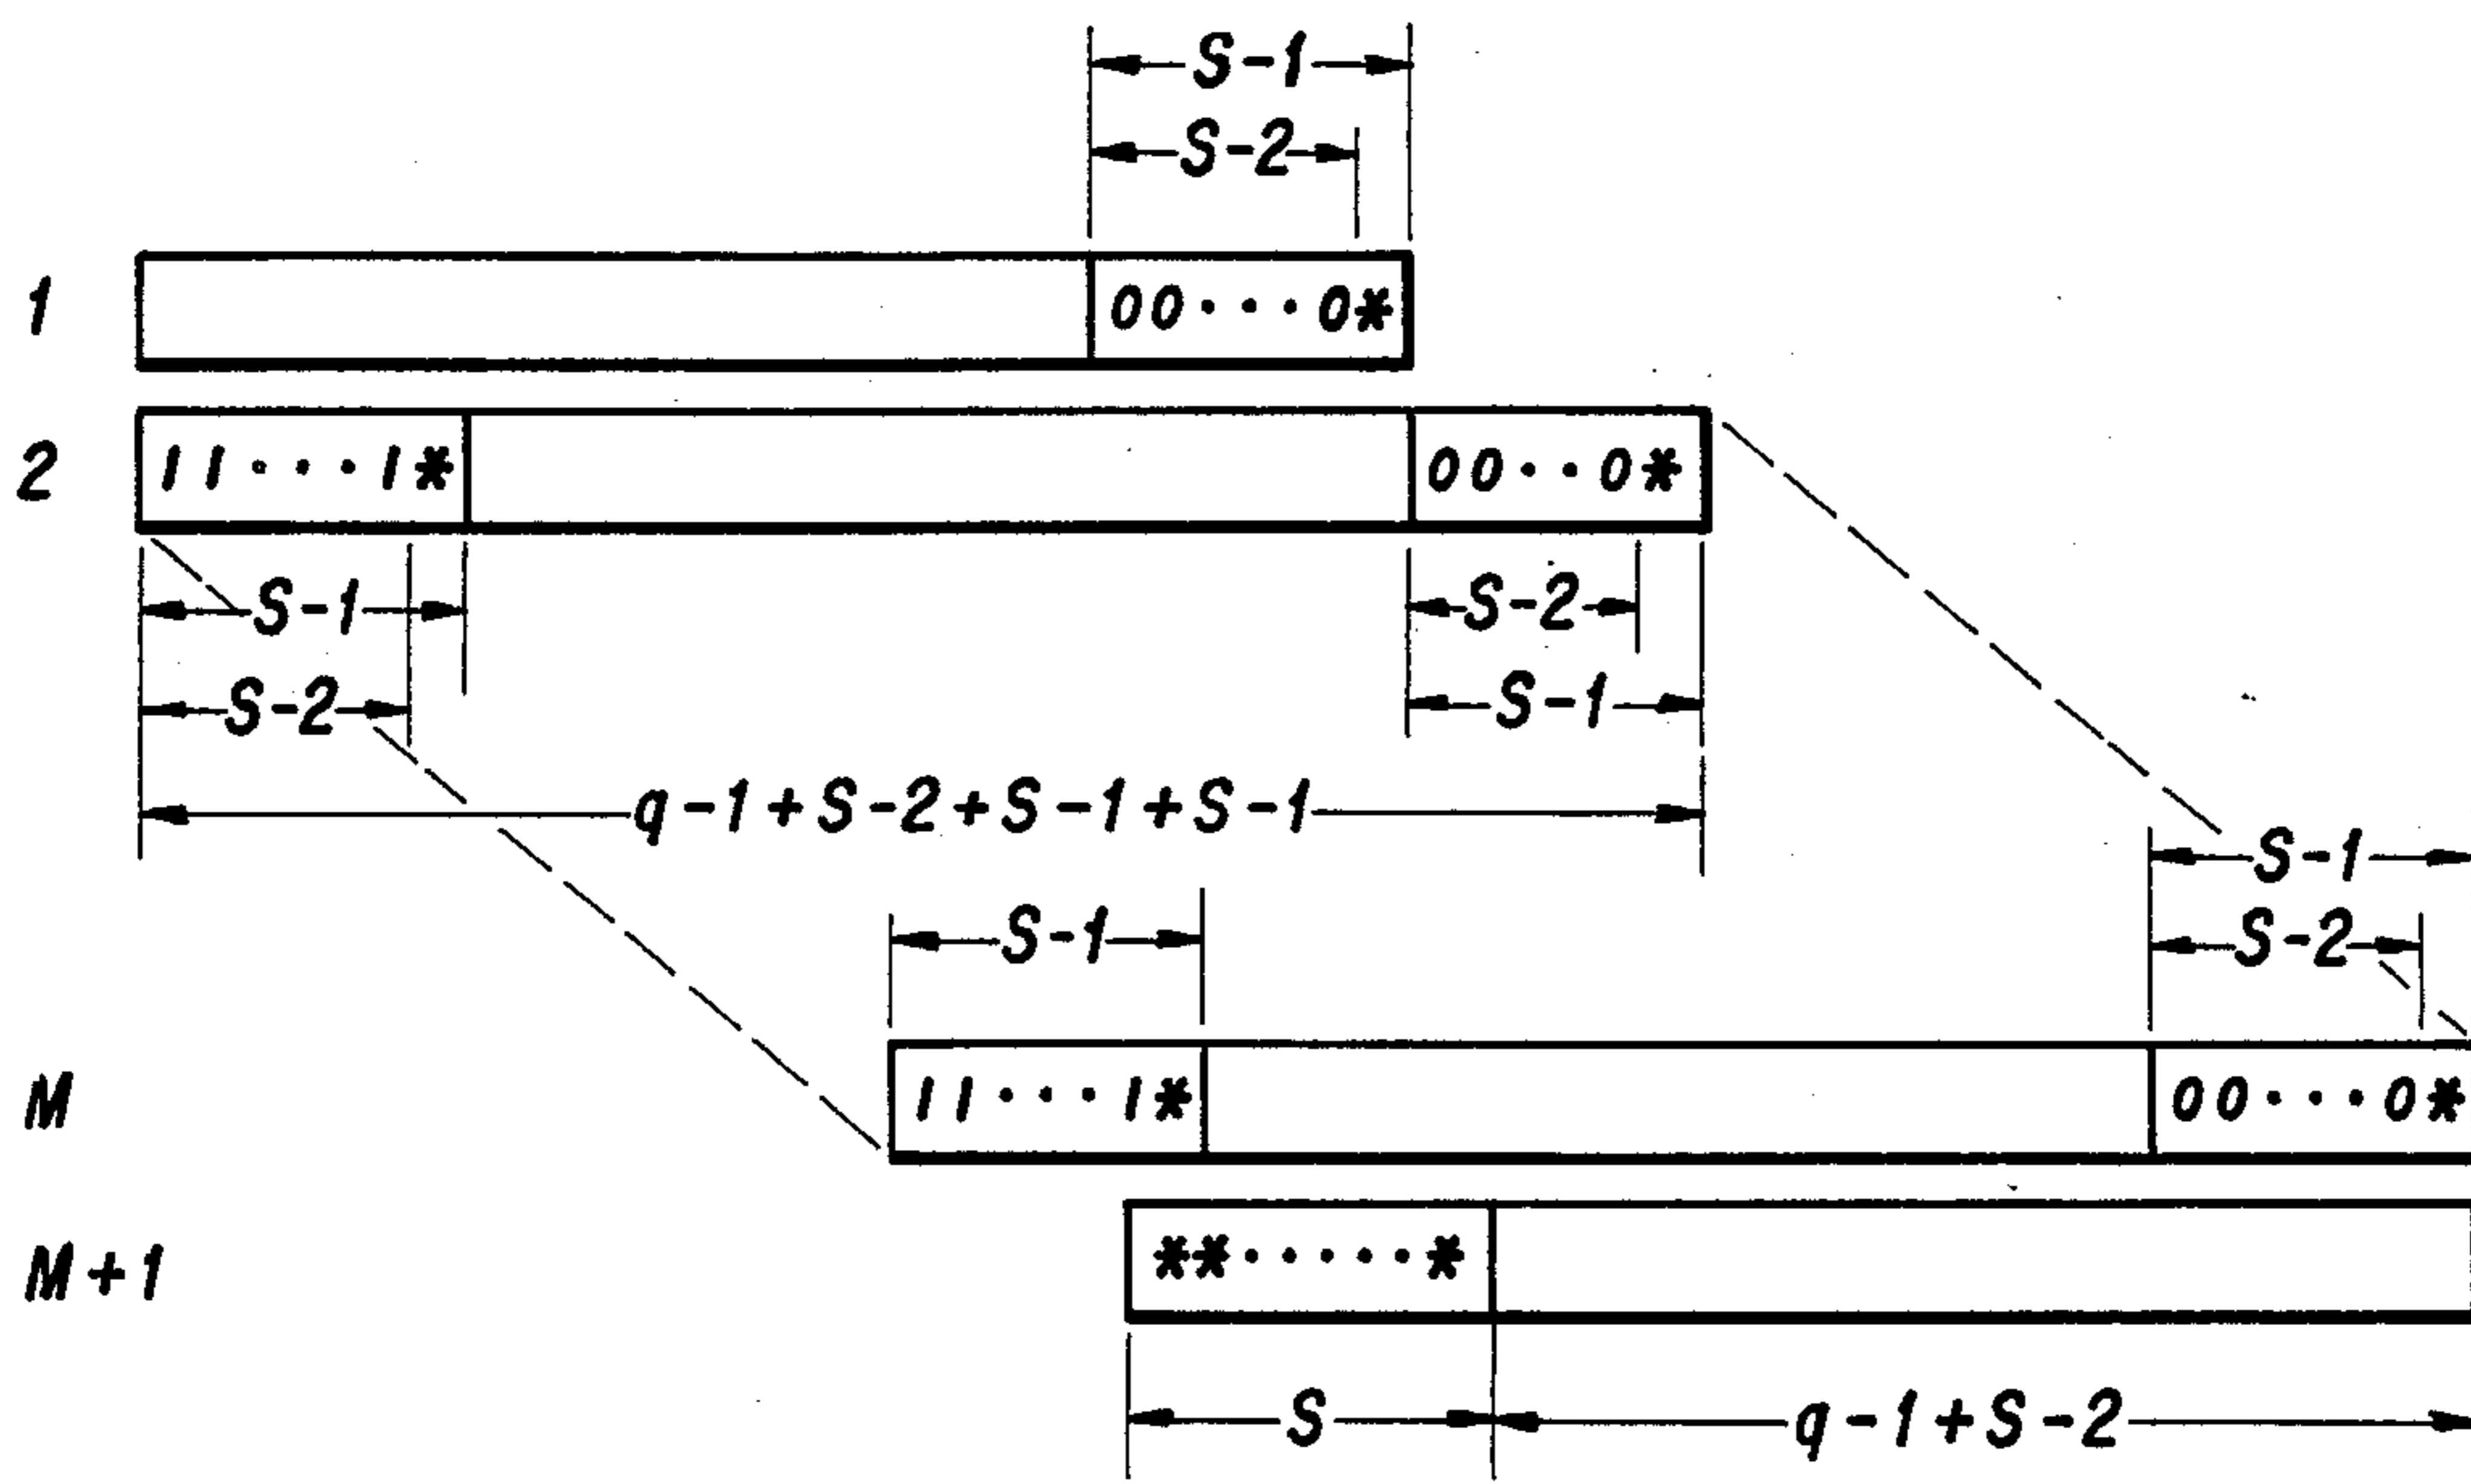 S-1
S-2
1 00···0*
2 11···1* 00··0*
S-1 S-2
S-2 S-1
q-1+S-2+S-1+S-1
S-1
S-1 S-2
M 11···1* 00···0*
M+1 **·····*
S q-1+S-2